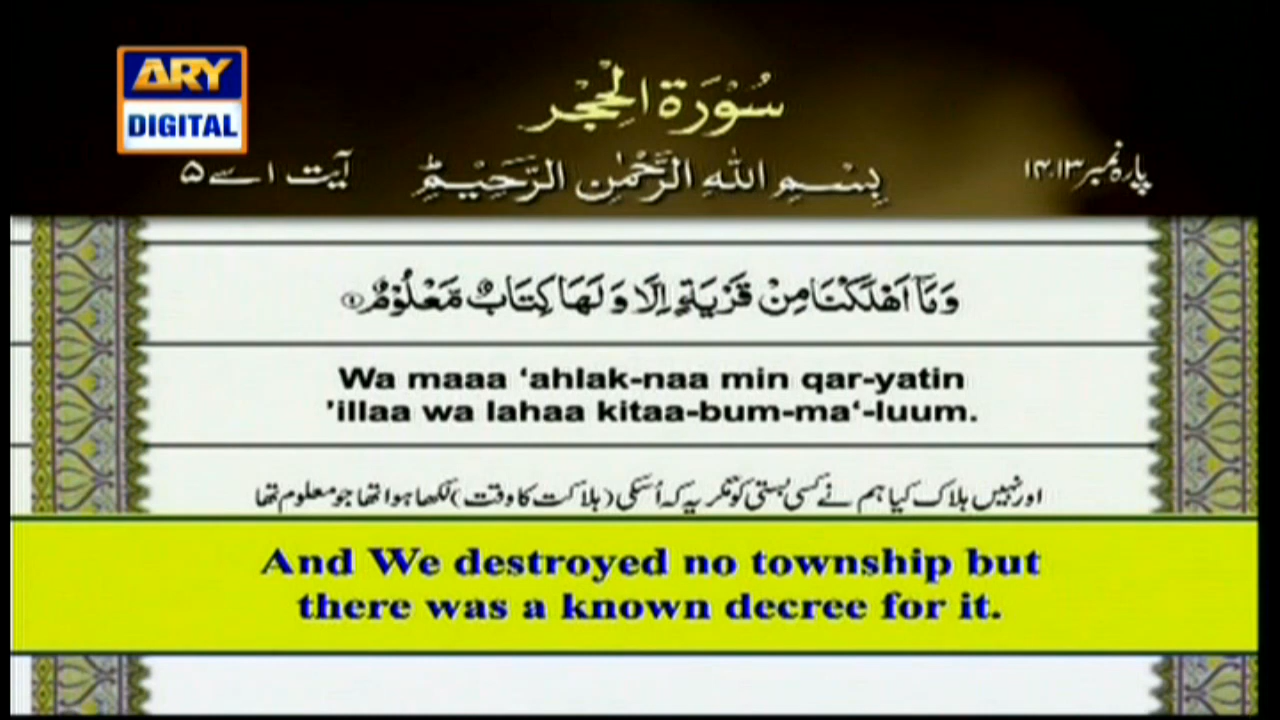 ARY
DIGITAL
سُوْرَةُ الْحِجْر
پارہ نمبر ۱۴،۱۳
بِسْمِ اللّٰهِ الرَّحْمٰنِ الرَّحِيْمِ
آیت ۱ سے ۵
وَمَآ اَهْلَكْنَا مِنْ قَرْيَةٍ اِلَّا وَلَهَا كِتَابٌ مَّعْلُوْمٌ ۴
Wa maaa ‘ahlak-naa min qar-yatin
’illaa wa lahaa kitaa-bum-ma‘-luum.
اور نہیں ہلاک کیا ہم نے کسی بستی کو مگر یہ کہ اُسکی (ہلاکت کا وقت) لکھا ہوا تھا جو معلوم تھا
And We destroyed no township but
there was a known decree for it.